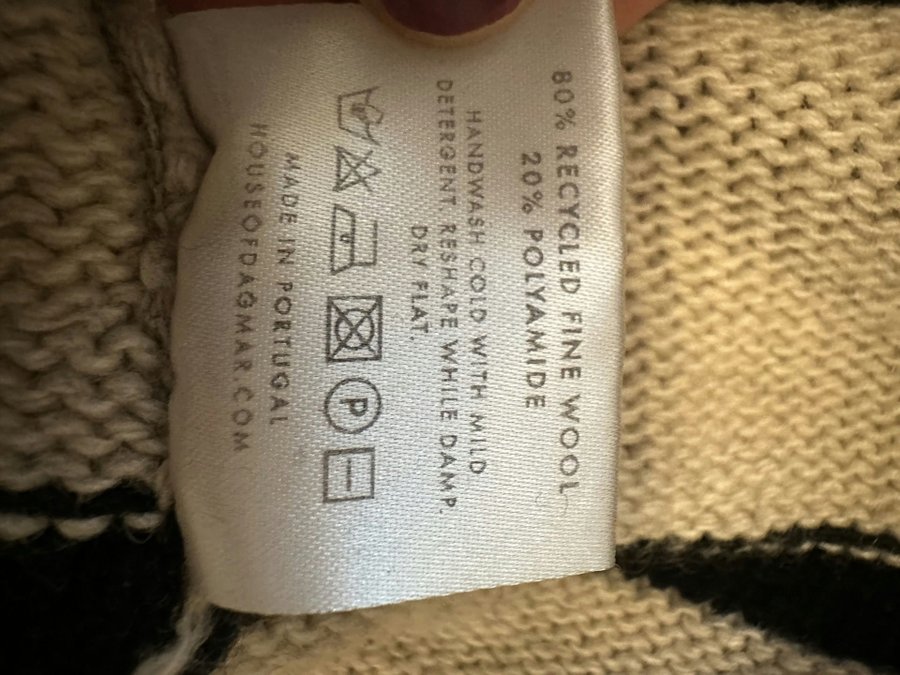 80% RECYCLED FINE WOOL
20% POLYAMIDE
HANDWASH COLD WITH MILD
DETERGENT. RESHAPE WHILE DAMP.
DRY FLAT.
P
MADE IN PORTUGAL
HOUSEOFDAGMAR.COM